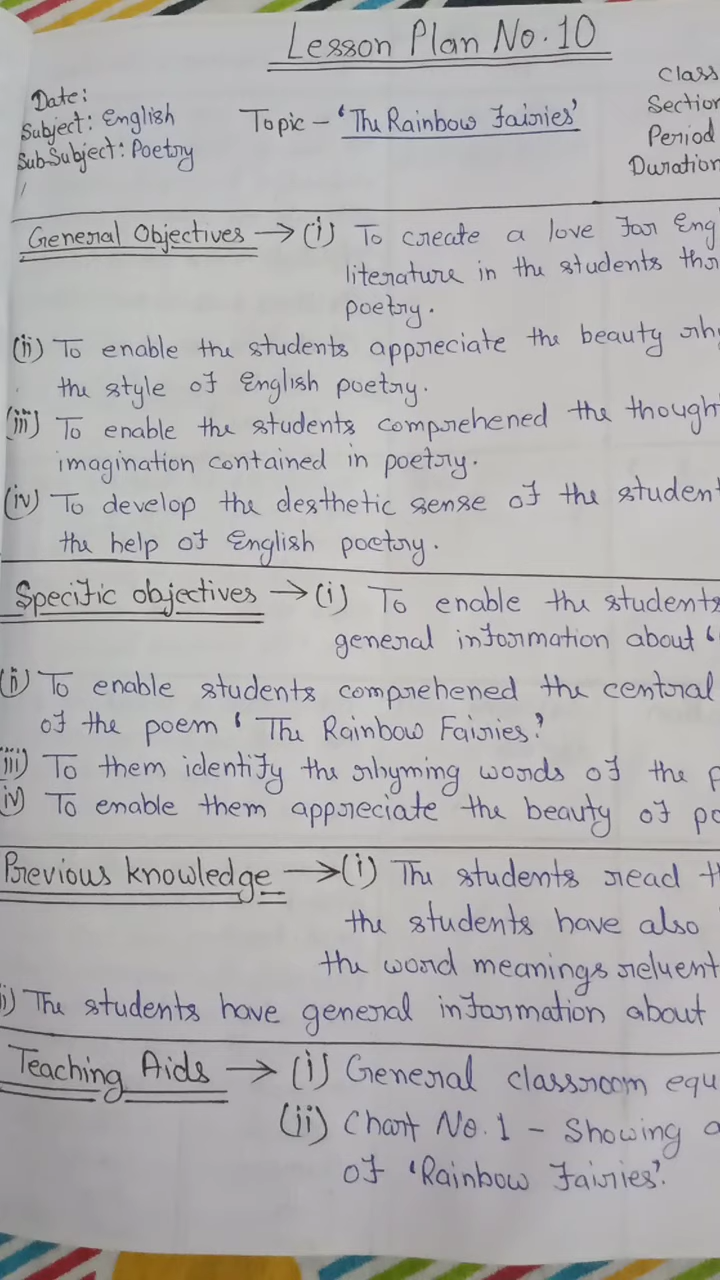 Lesson Plan No. 10
Date:
Subject: English
Sub-Subject: Poetry
Topic - 'The Rainbow Fairies'
Class
Section
Period
Duration
General Objectives → (i) To create a love for Eng
literature in the students thr
poetry.
(ii) To enable the students appreciate the beauty rhy
the style of English poetry.
(iii) To enable the students comprehened the thought
imagination contained in poetry.
(iv) To develop the desthetic sense of the student
the help of English poetry.
Specific objectives → (i) To enable the students
general information about '
(ii) To enable students comprehened the central
of the poem 'The Rainbow Fairies'
iii) To them identify the rhyming words of the p
iv) To enable them appreciate the beauty of po
Previous knowledge → (i) The students read th
the students have also
the word meanings reluent
i) The students have general information about
Teaching Aids → (i) General classroom equ
(ii) Chart No. 1 - Showing a
of 'Rainbow Fairies'.